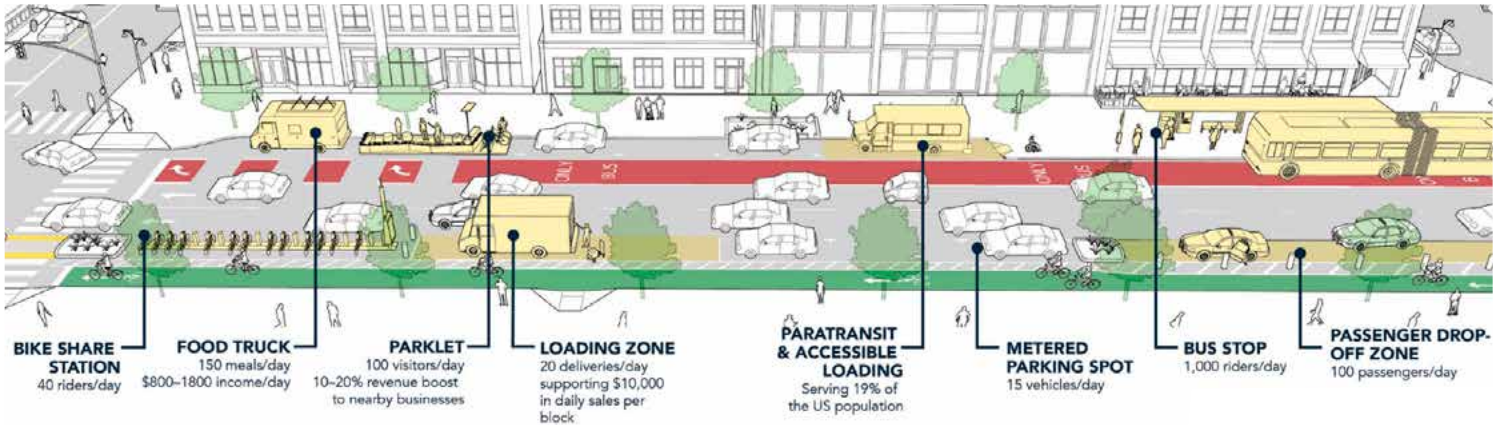 ONLY
BUS
ONLY
BUS
BIKE SHARE
STATION
40 riders/day
FOOD TRUCK
150 meals/day
$800–1800 income/day
PARKLET
100 visitors/day
10–20% revenue boost
to nearby businesses
LOADING ZONE
20 deliveries/day
supporting $10,000
in daily sales per
block
PARATRANSIT
& ACCESSIBLE
LOADING
Serving 19% of
the US population
METERED
PARKING SPOT
15 vehicles/day
BUS STOP
1,000 riders/day
PASSENGER DROP-
OFF ZONE
100 passengers/day